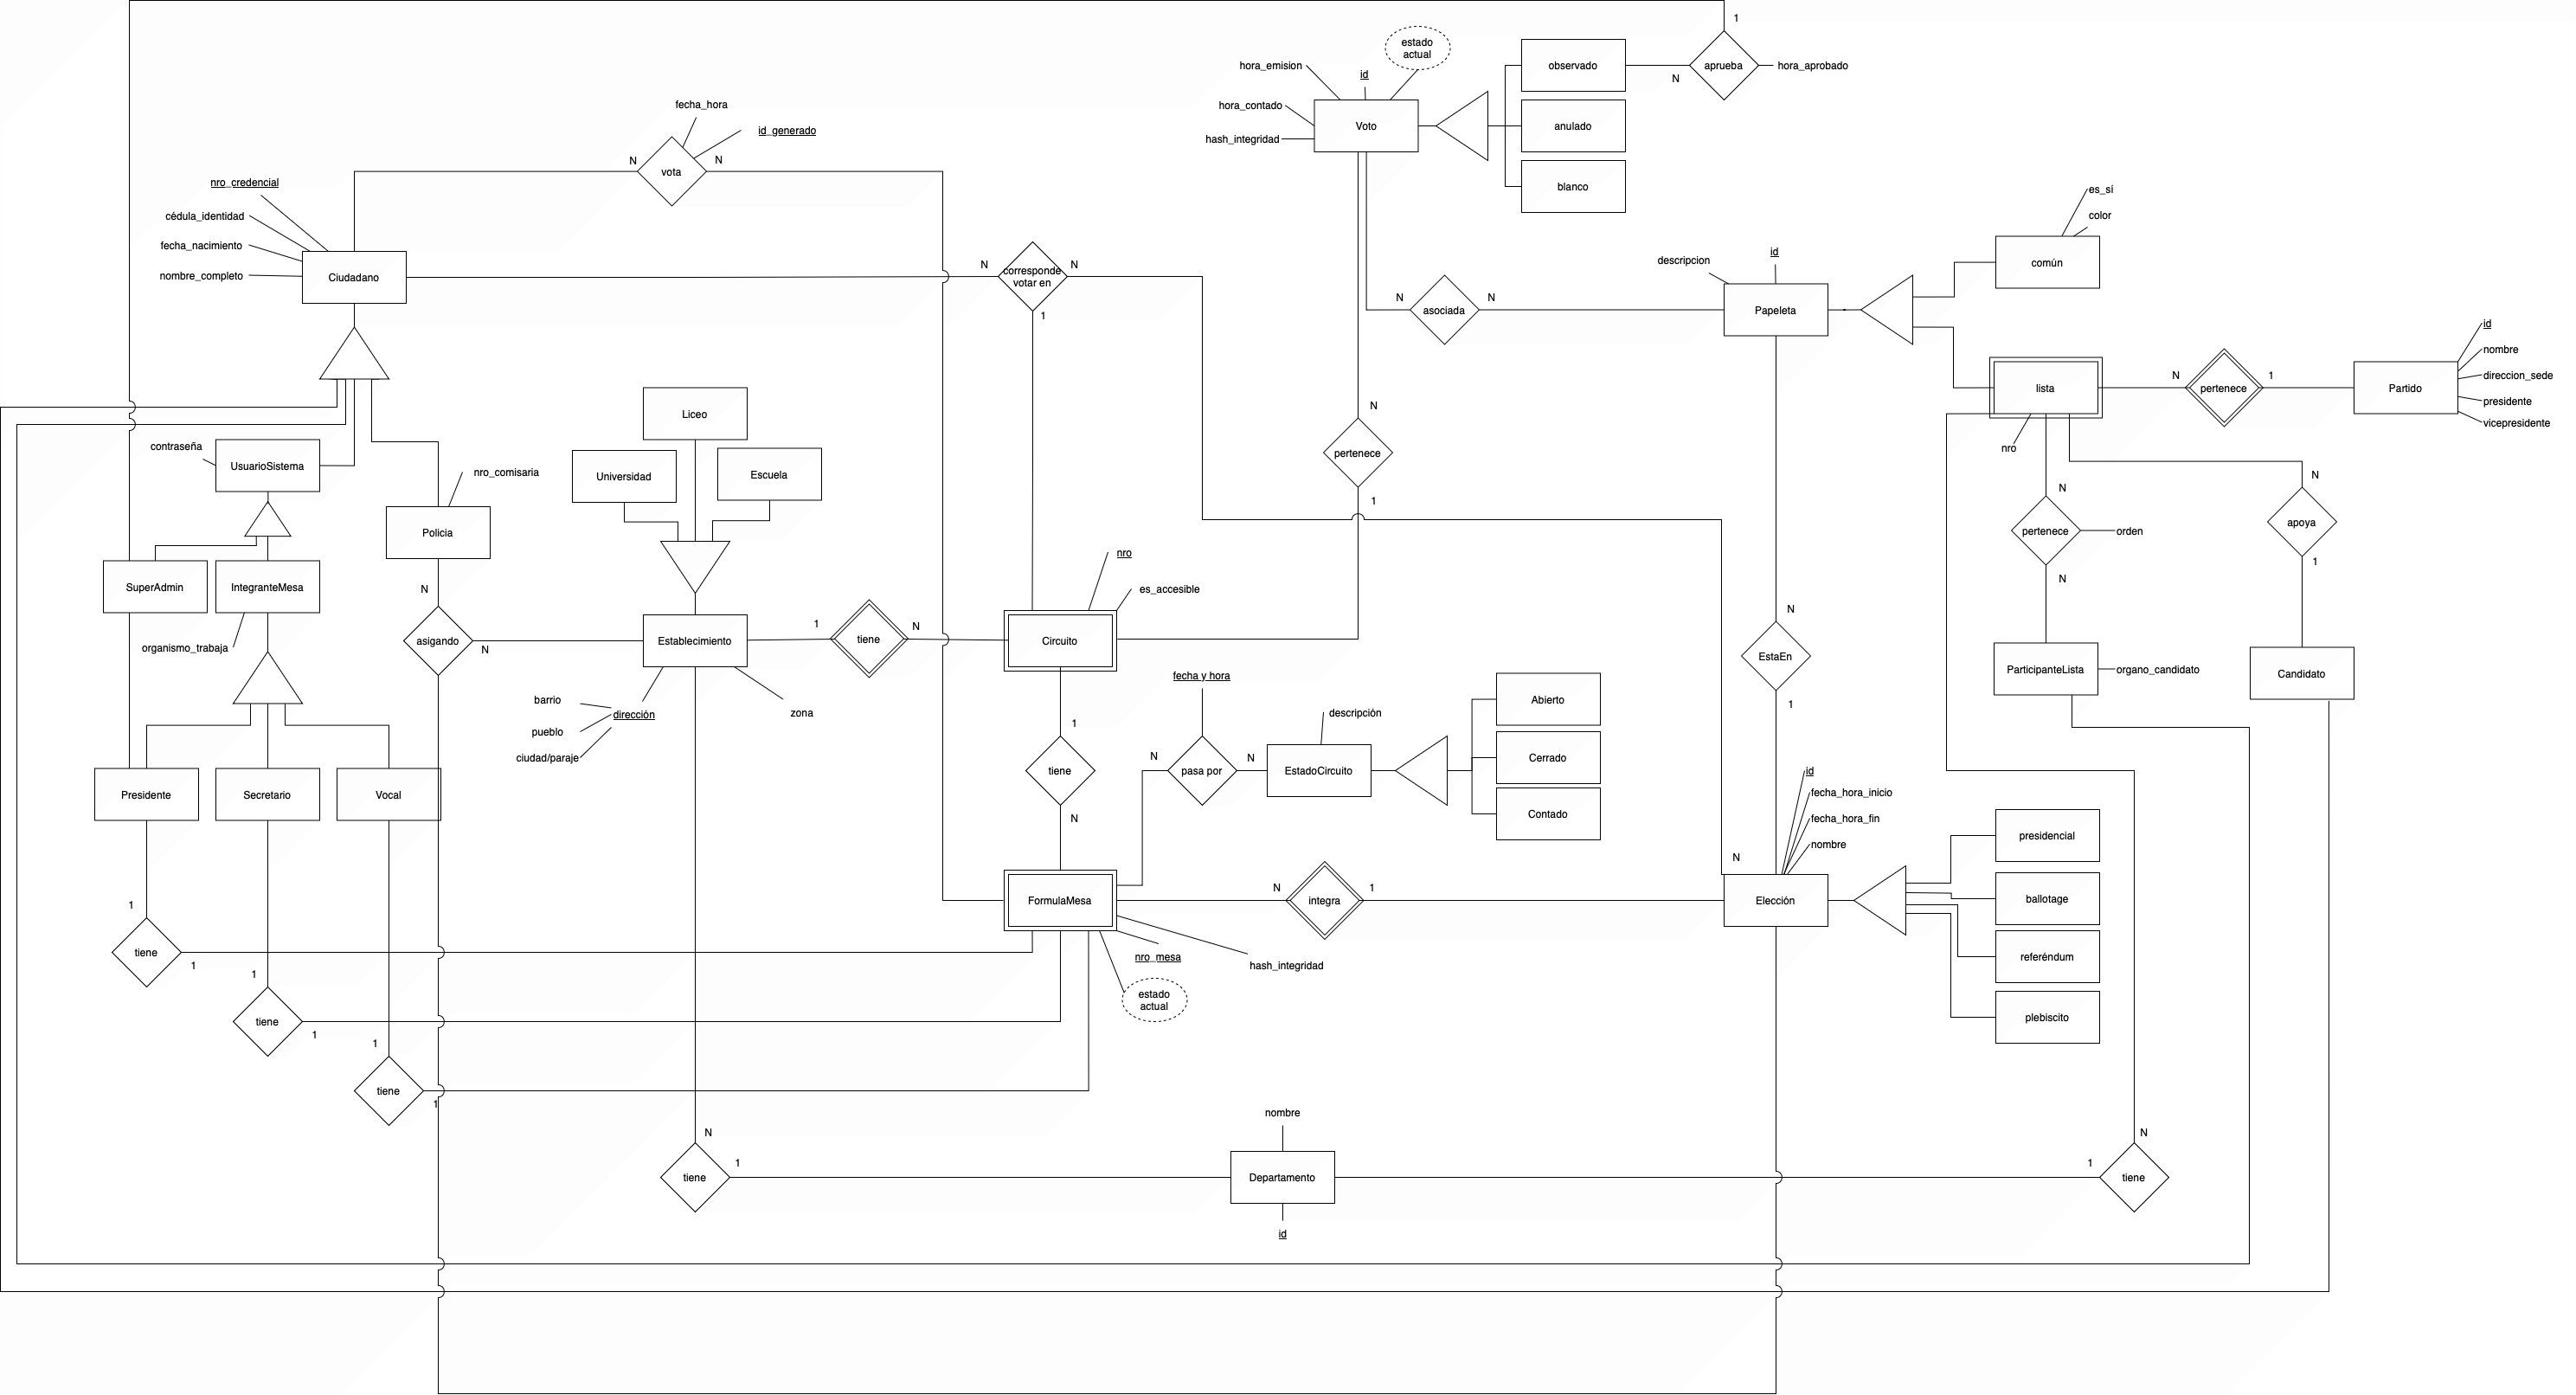 1
estado
actual
hora_emision
observado
aprueba
hora_aprobado
id
N
fecha_hora
hora_contado
id_generado
Voto
anulado
hash_integridad
N
N
vota
nro_credencial
blanco
es_sí
cédula_identidad
color
fecha_nacimiento
descripcion
id
nombre_completo
Ciudadano
N
corresponde
votar en
N
común
N
N
asociada
Papeleta
1
id
nombre
N
pertenece
1
Partido
direccion_sede
lista
presidente
vicepresidente
N
Liceo
contraseña
nro
UsuarioSistema
nro_comisaria
Universidad
Escuela
pertenece
N
N
1
Policia
pertenece
orden
apoya
nro
1
SuperAdmin
IntegranteMesa
N
es_accesible
N
N
1
N
organismo_trabaja
asigando
N
Establecimiento
tiene
Circuito
EstaEn
ParticipanteLista
organo_candidato
Candidato
fecha y hora
barrio
dirección
zona
descripción
Abierto
1
pueblo
1
ciudad/paraje
N
N
tiene
pasa por
EstadoCircuito
Cerrado
id
fecha_hora_inicio
Presidente
Secretario
Vocal
N
Contado
fecha_hora_fin
nombre
presidencial
N
N
1
1
FormulaMesa
integra
Elección
ballotage
tiene
1
nro_mesa
hash_integridad
referéndum
1
estado
actual
tiene
1
plebiscito
1
tiene
1
nombre
N
N
1
1
tiene
Departamento
tiene
id